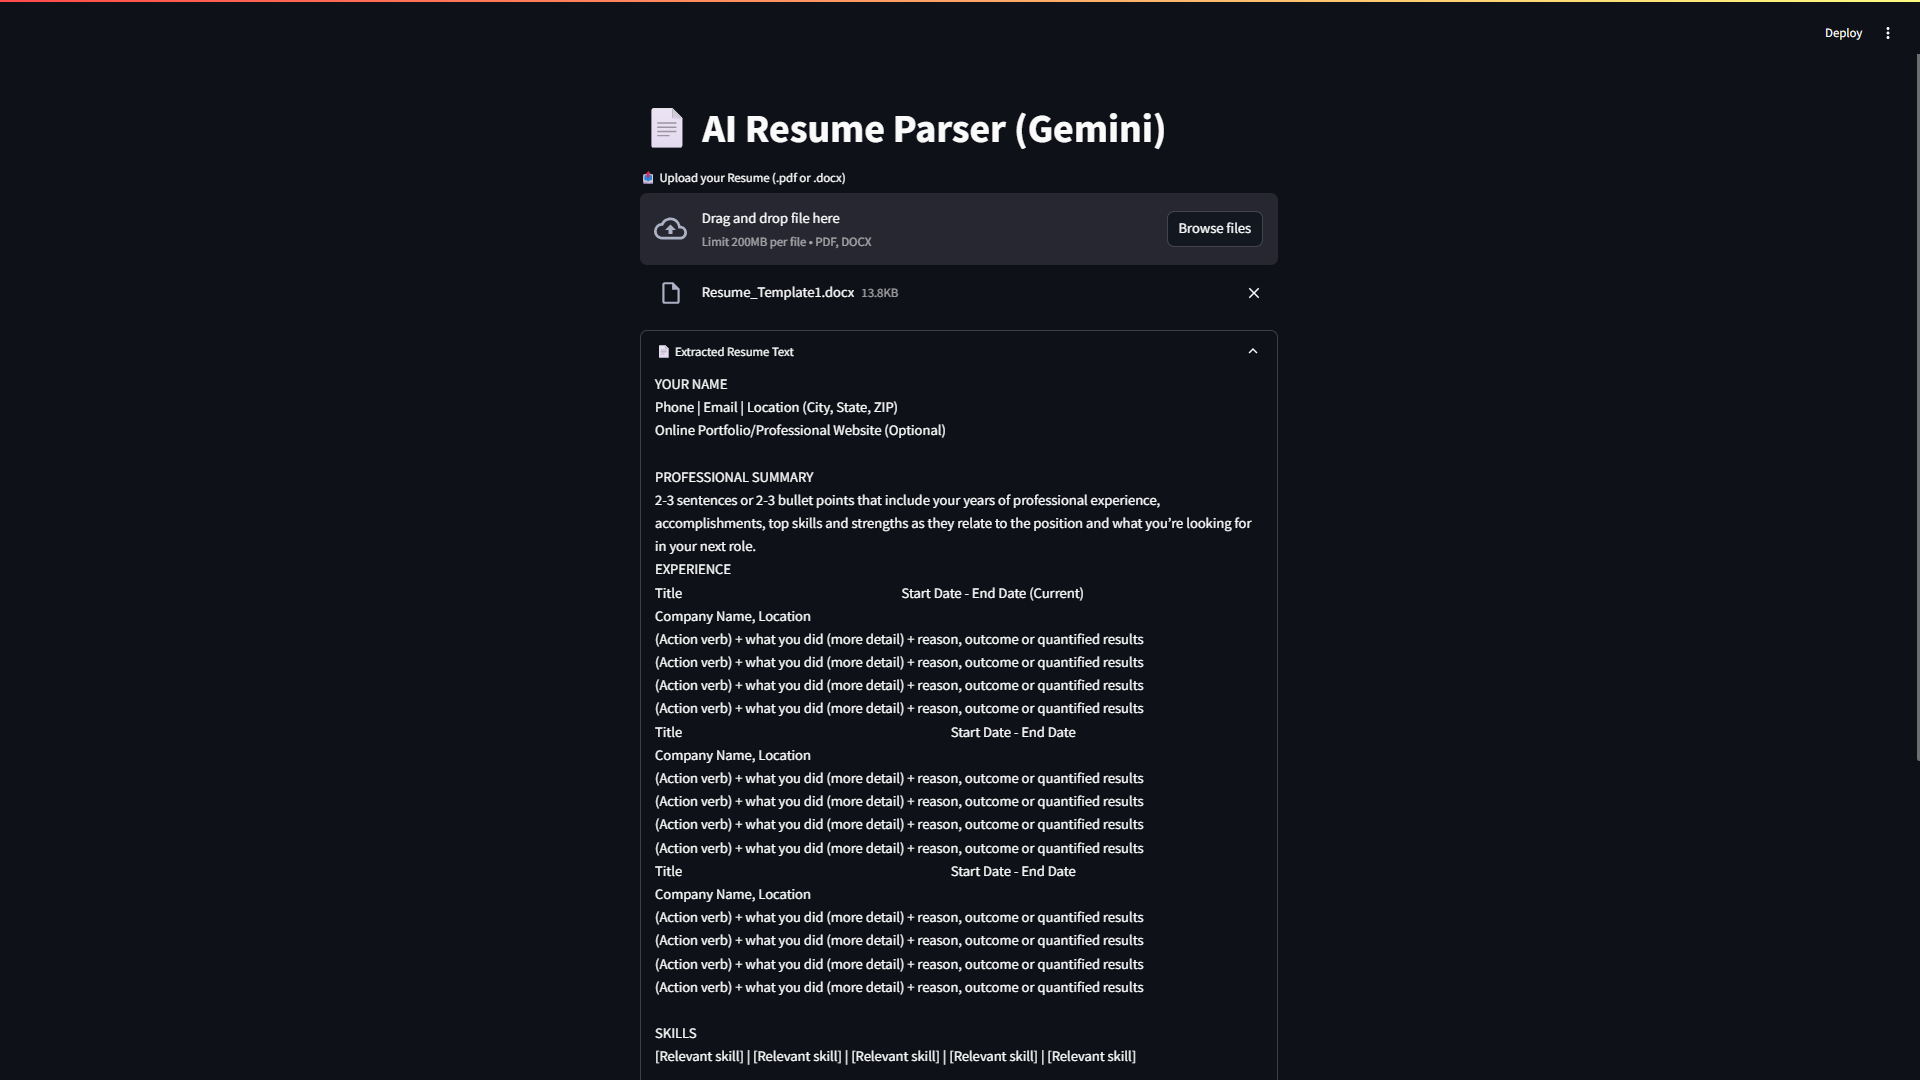 Deploy
AI Resume Parser (Gemini)
Upload your Resume (.pdf or .docx)
Drag and drop file here
Limit 200MB per file • PDF, DOCX
Browse files
Resume_Template1.docx 13.8KB
Extracted Resume Text
YOUR NAME
Phone | Email | Location (City, State, ZIP)
Online Portfolio/Professional Website (Optional)
PROFESSIONAL SUMMARY
2-3 sentences or 2-3 bullet points that include your years of professional experience,
accomplishments, top skills and strengths as they relate to the position and what you’re looking for
in your next role.
EXPERIENCE
Title Start Date - End Date (Current)
Company Name, Location
(Action verb) + what you did (more detail) + reason, outcome or quantified results
(Action verb) + what you did (more detail) + reason, outcome or quantified results
(Action verb) + what you did (more detail) + reason, outcome or quantified results
(Action verb) + what you did (more detail) + reason, outcome or quantified results
Title Start Date - End Date
Company Name, Location
(Action verb) + what you did (more detail) + reason, outcome or quantified results
(Action verb) + what you did (more detail) + reason, outcome or quantified results
(Action verb) + what you did (more detail) + reason, outcome or quantified results
(Action verb) + what you did (more detail) + reason, outcome or quantified results
Title Start Date - End Date
Company Name, Location
(Action verb) + what you did (more detail) + reason, outcome or quantified results
(Action verb) + what you did (more detail) + reason, outcome or quantified results
(Action verb) + what you did (more detail) + reason, outcome or quantified results
(Action verb) + what you did (more detail) + reason, outcome or quantified results
SKILLS
[Relevant skill] | [Relevant skill] | [Relevant skill] | [Relevant skill] | [Relevant skill]